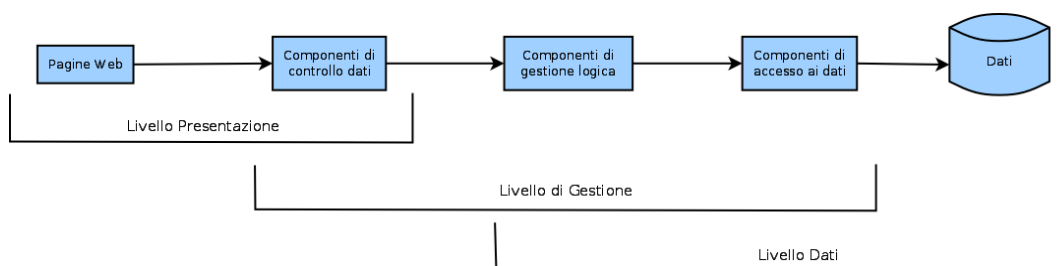 Pagine Web
Componenti di
controllo dati
Componenti di
gestione logica
Componenti di
accesso ai dati
Dati
Livello Presentazione
Livello di Gestione
Livello Dati